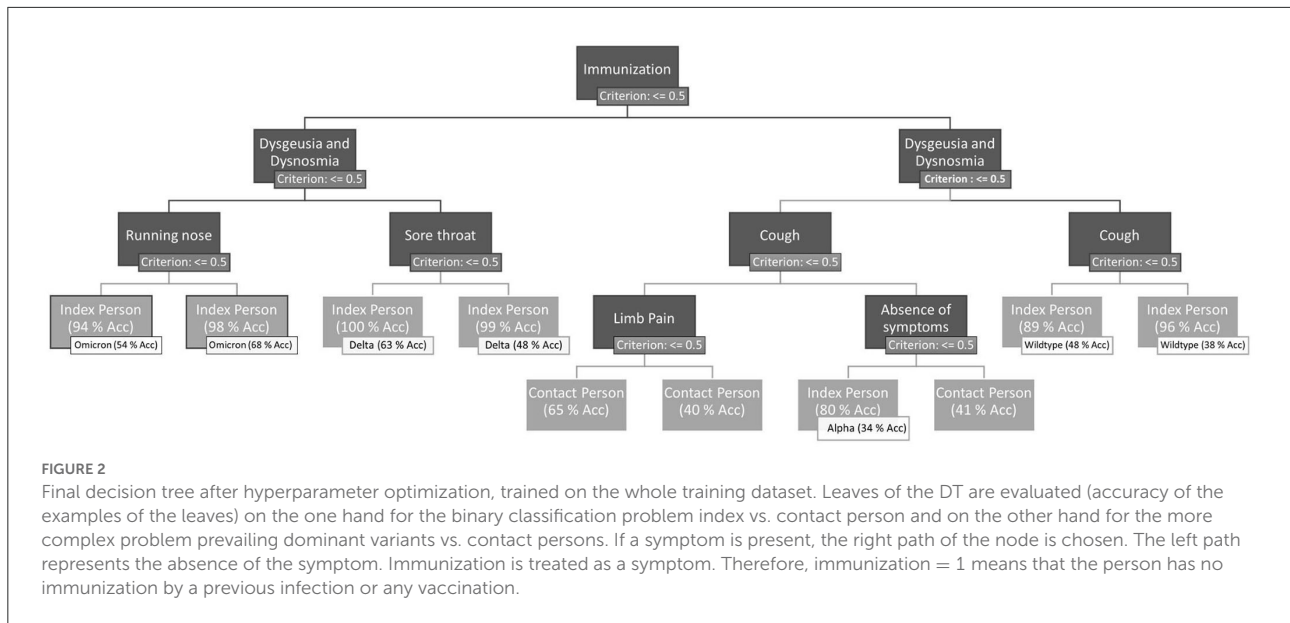 Immunization
Criterion: <= 0.5
Dysgeusia and
Dysnosmia
Criterion: <= 0.5
Dysgeusia and
Dysnosmia
Criterion : <= 0.5
Running nose
Criterion: <= 0.5
Sore throat
Criterion: <= 0.5
Cough
Criterion: <= 0.5
Cough
Criterion: <= 0.5
Index Person
(94 % Acc)
Omicron (54 % Acc)
Index Person
(98 % Acc)
Omicron (68 % Acc)
Index Person
(100 % Acc)
Delta (63 % Acc)
Index Person
(99 % Acc)
Delta (48 % Acc)
Limb Pain
Criterion: <= 0.5
Absence of
symptoms
Criterion: <= 0.5
Index Person
(89 % Acc)
Wildtype (48 % Acc)
Index Person
(96 % Acc)
Wildtype (38 % Acc)
Contact Person
(65 % Acc)
Contact Person
(40 % Acc)
Index Person
(80 % Acc)
Alpha (34 % Acc)
Contact Person
(41 % Acc)
FIGURE 2
Final decision tree after hyperparameter optimization, trained on the whole training dataset. Leaves of the DT are evaluated (accuracy of the
examples of the leaves) on the one hand for the binary classification problem index vs. contact person and on the other hand for the more
complex problem prevailing dominant variants vs. contact persons. If a symptom is present, the right path of the node is chosen. The left path
represents the absence of the symptom. Immunization is treated as a symptom. Therefore, immunization = 1 means that the person has no
immunization by a previous infection or any vaccination.